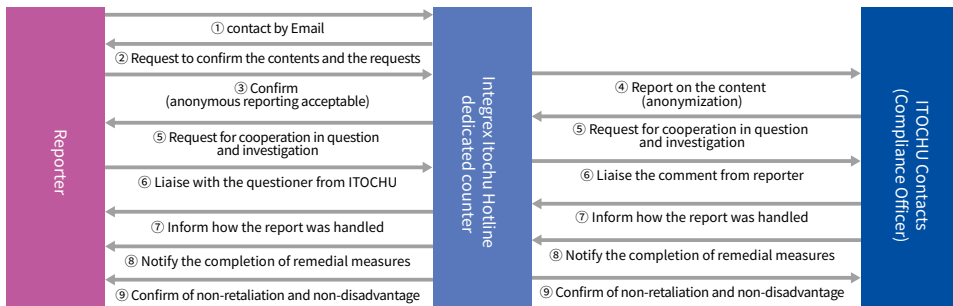 Reporter
① contact by Email
② Request to confirm the contents and the requests
③ Confirm
(anonymous reporting acceptable)
⑤ Request for cooperation in question
and investigation
⑥ Liaise with the questioner from ITOCHU
⑦ Inform how the report was handled
⑧ Notify the completion of remedial measures
⑨ Confirm of non-retaliation and non-disadvantage
Integrex Itochu Hotline
dedicated counter
④ Report on the content
(anonymization)
⑤ Request for cooperation in question
and investigation
⑥ Liaise the comment from reporter
⑦ Inform how the report was handled
⑧ Notify the completion of remedial measures
⑨ Confirm of non-retaliation and non-disadvantage
ITOCHU Contacts
(Compliance Officer)